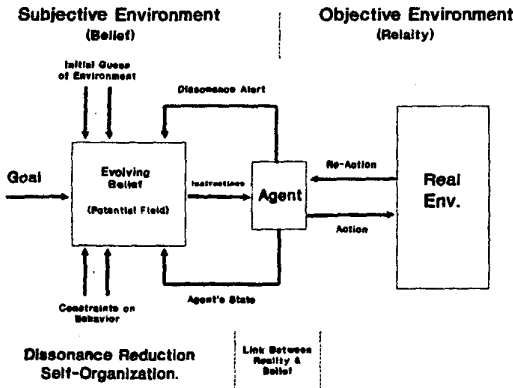 Subjective Environment
(Belief)
Objective Environment
(Relaity)
Initial Guess
of Environment
Dissonance Alert
Goal
Evolving
Belief
(Potential Field)
Instructions
Agent
Re-Action
Action
Real
Env.
Agent's State
Constraints on
Behavior
Dissonance Reduction
Self-Organization.
Link Between
Reality &
Belief